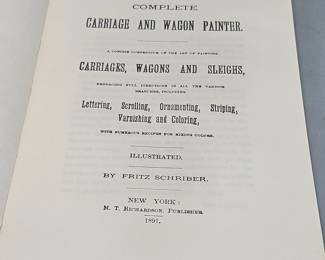 COMPLETE
CARRIAGE AND WAGON PAINTER.
A CONCISE COMPENDIUM OF THE ART OF PAINTING
CARRIAGES, WAGONS AND SLEIGHS,
EMBRACING FULL DIRECTIONS IN ALL THE VARIOUS
BRANCHES, INCLUDING
Lettering, Scrolling, Ornamenting, Striping,
Varnishing and Coloring,
WITH NUMEROUS RECIPES FOR MIXING COLORS.
ILLUSTRATED.
BY FRITZ SCHRIBER.
NEW YORK:
M. T. RICHARDSON, PUBLISHER.
1891.